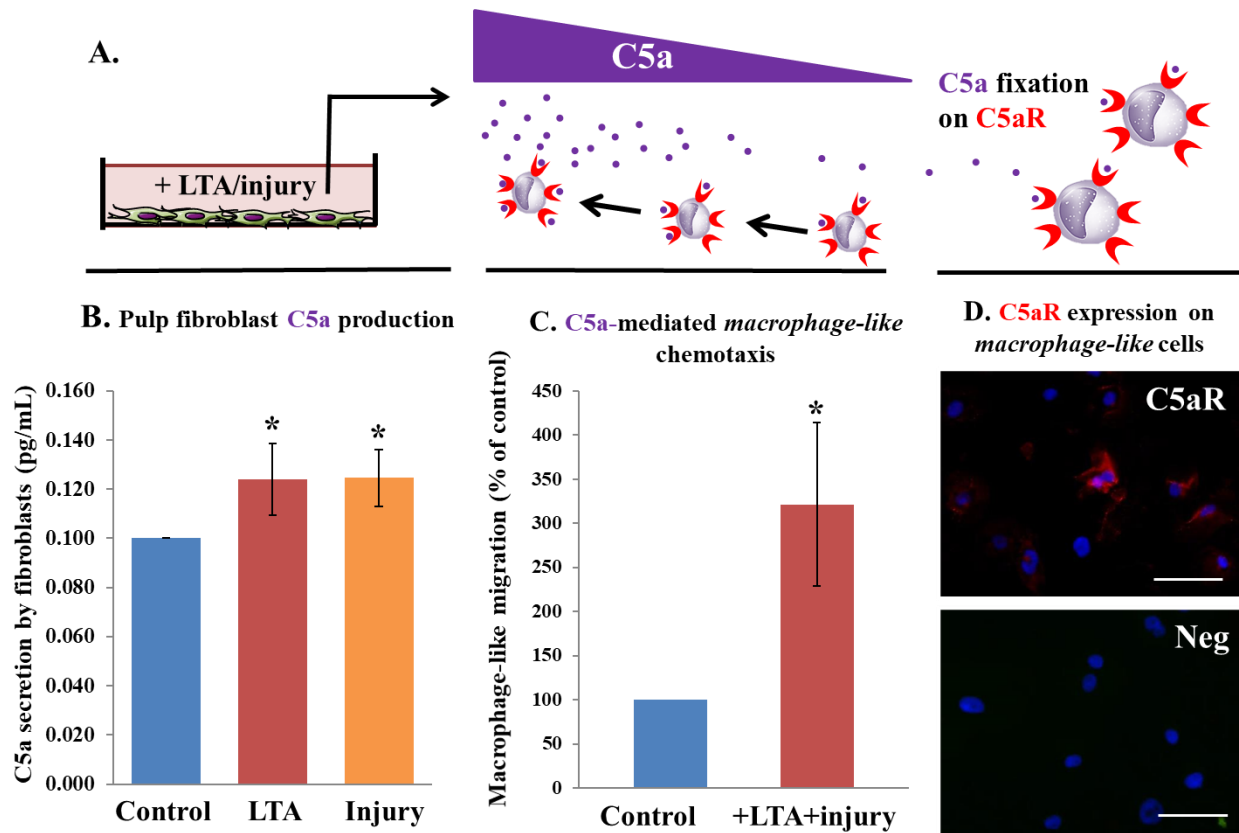 A.
C5a
+ LTA/injury
C5a fixation
on C5aR
B. Pulp fibroblast C5a production
C5a secretion by fibroblasts (pg/mL)
0.160
0.140
0.120
0.100
0.080
0.060
0.040
0.020
0.000
*
*
Control
LTA
Injury
C. C5a-mediated macrophage-like
chemotaxis
Macrophage-like migration (% of control)
450
400
350
300
250
200
150
100
50
0
*
Control
+LTA+injury
D. C5aR expression on
macrophage-like cells
C5aR
Neg